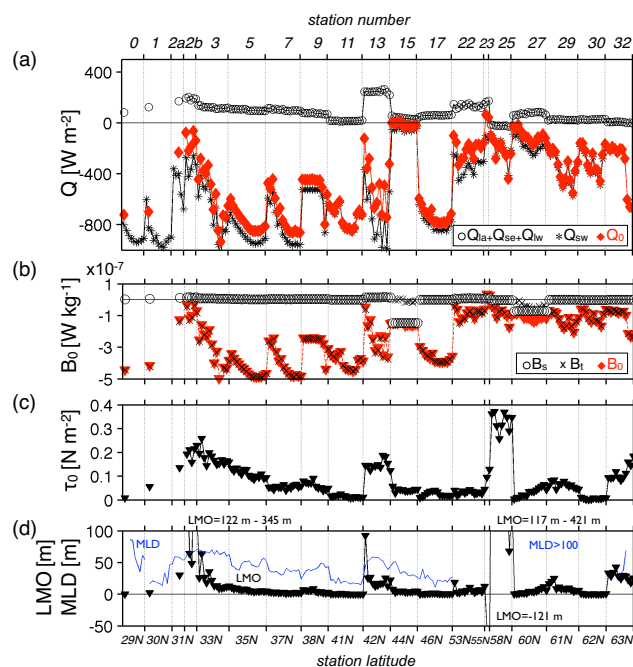 station number
0 1 2a 2b 3 5 7 9 11 13 15 17 22 23 25 27 30 32
(a)
400
0
-400
-800
Q [W m-2]
Qla+Qse+Qlw Qsw Q0
(b)
x10-7
1
-1
-3
-5
B0 [W kg-1]
Bs x Bt B0
(c)
0.4
0.3
0.2
0.1
0
τ0 [N m-2]
(d)
LMO=122 m - 345 m
LMO=117 m - 421 m
100
50
0
-50
LMO [m]
MLD [m]
MLD
LMO
MLD>100
LMO=-121 m
29N 30N 31N 33N 35N 37N 38N 41N 42N 44N 46N 53N 55N 58N 60N 61N 62N 63N
station latitude